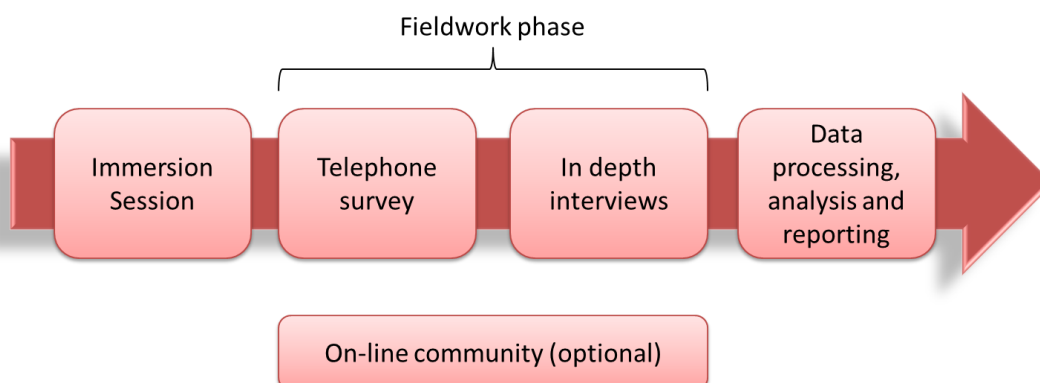 Fieldwork phase
Immersion
Session
Telephone
survey
In depth
interviews
Data
processing,
analysis and
reporting
On-line community (optional)